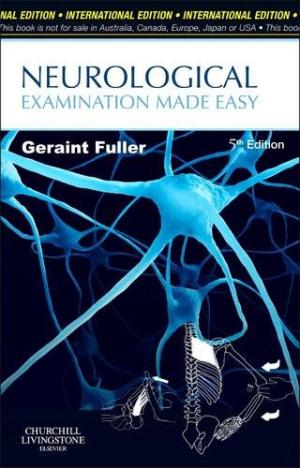 NAL EDITION • INTERNATIONAL EDITION • INTERNATIONAL EDITION •
This book is not for sale in Australia, Canada, Europe, Japan or USA • This boo
NEUROLOGICAL
EXAMINATION MADE EASY
Geraint Fuller
5th Edition
CHURCHILL
LIVINGSTONE
ELSEVIER